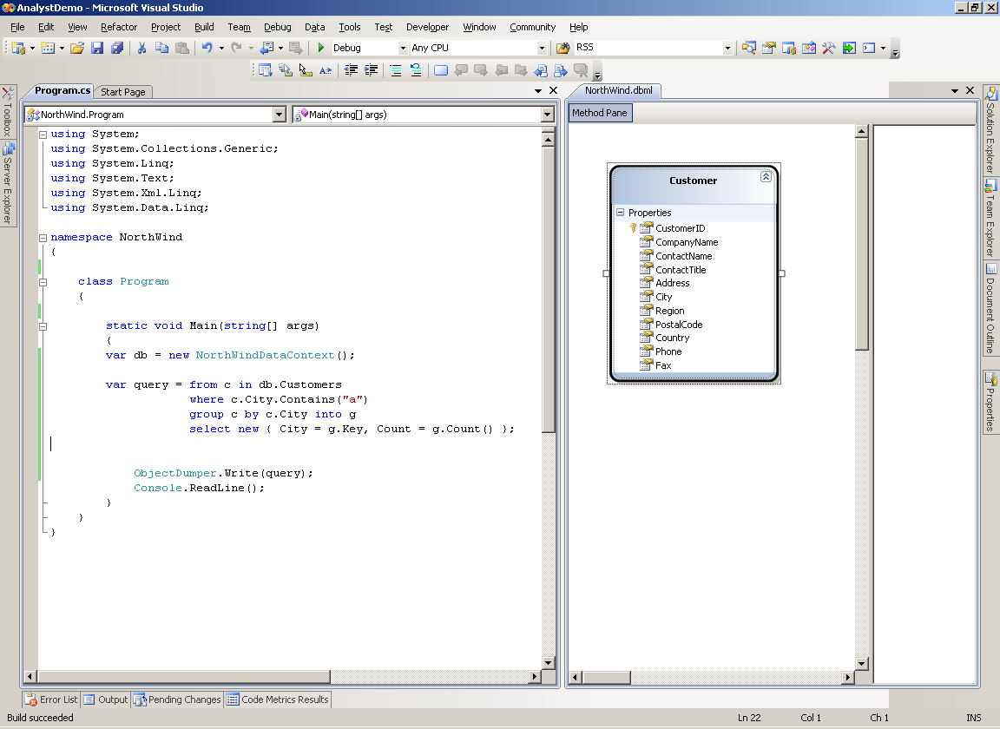 AnalystDemo - Microsoft Visual Studio
File Edit View Refactor Project Build Team Debug Data Tools Test Developer Window Community Help
Debug Any CPU RSS
Program.cs Start Page
NorthWind.Program Main(string[] args)
using System;
using System.Collections.Generic;
using System.Linq;
using System.Text;
using System.Xml.Linq;
using System.Data.Linq;
namespace NorthWind
{
class Program
{
static void Main(string[] args)
{
var db = new NorthWindDataContext();
var query = from c in db.Customers
where c.City.Contains("a")
group c by c.City into g
select new { City = g.Key, Count = g.Count() };
ObjectDumper.Write(query);
Console.ReadLine();
}
}
}
NorthWind.dbml
Method Pane
Customer
Properties
CustomerID
CompanyName
ContactName
ContactTitle
Address
City
Region
PostalCode
Country
Phone
Fax
Toolbox
Server Explorer
Solution Explorer
Team Explorer
Document Outline
Properties
Error List Output Pending Changes Code Metrics Results
Build succeeded Ln 22 Col 1 Ch 1 INS